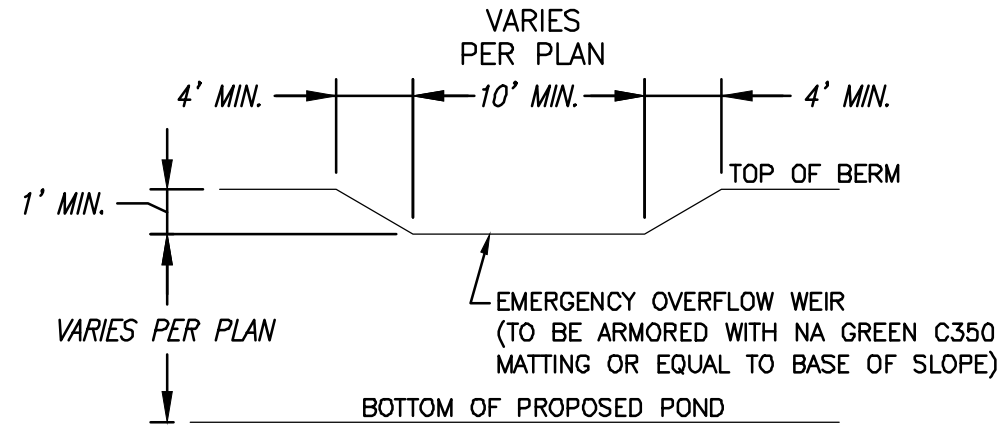 VARIES
PER PLAN
4' MIN.
10' MIN.
4' MIN.
TOP OF BERM
1' MIN.
EMERGENCY OVERFLOW WEIR
(TO BE ARMORED WITH NA GREEN C350
MATTING OR EQUAL TO BASE OF SLOPE)
VARIES PER PLAN
BOTTOM OF PROPOSED POND